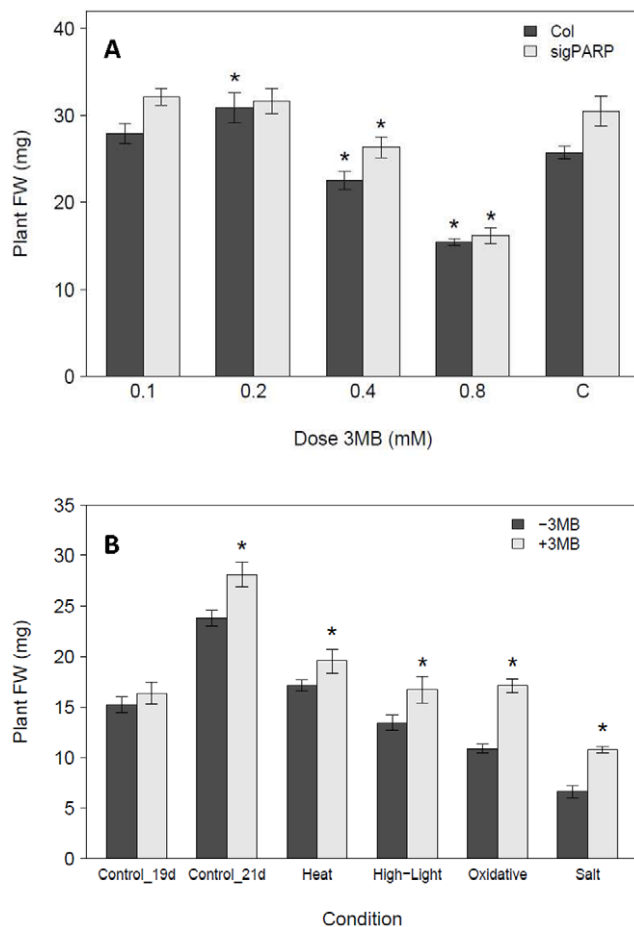 40
30
20
10
0
Plant FW (mg)
A
Col
sigPARP
*
*
*
*
*
0.1 0.2 0.4 0.8 C
Dose 3MB (mM)
35
30
25
20
15
10
5
0
Plant FW (mg)
B
−3MB
+3MB
*
*
*
*
*
Control_19d Control_21d Heat High−Light Oxidative Salt
Condition